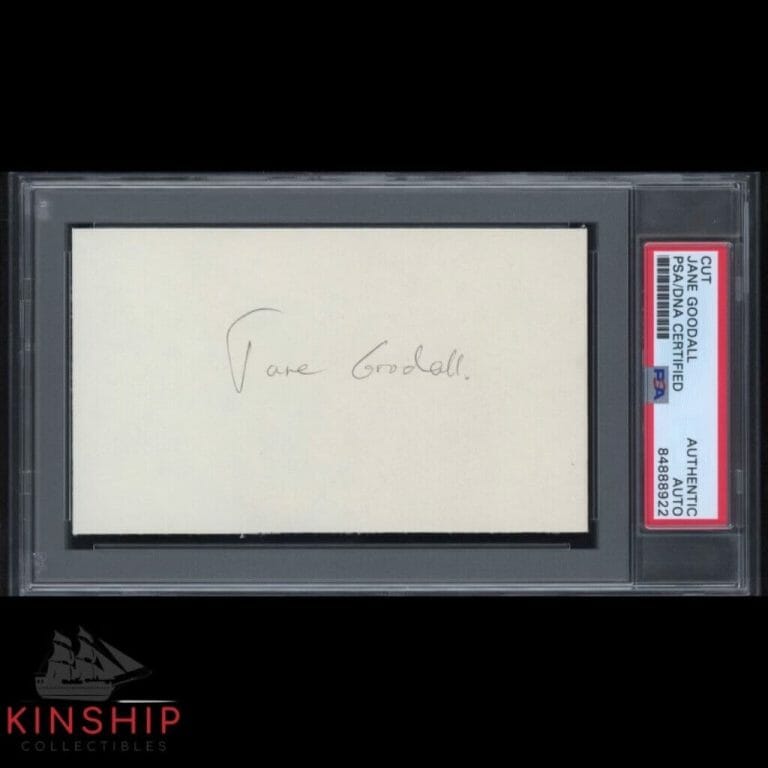 Jane Goodall.
CUT
JANE GOODALL
PSA/DNA CERTIFIED
PSA
AUTHENTIC
AUTO
84888922
KINSHIP
COLLECTIBLES